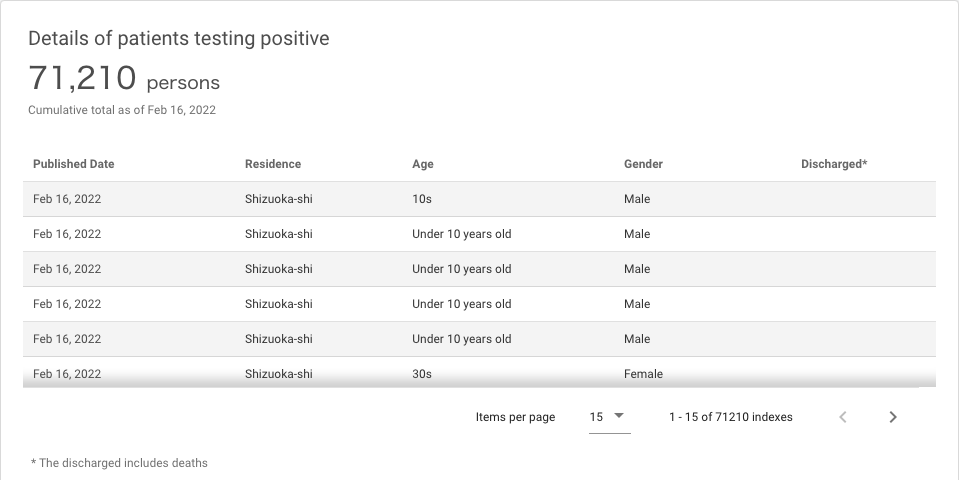 Details of patients testing positive
71,210 persons
Cumulative total as of Feb 16, 2022
Published Date Residence Age Gender Discharged*
Feb 16, 2022 Shizuoka-shi 10s Male
Feb 16, 2022 Shizuoka-shi Under 10 years old Male
Feb 16, 2022 Shizuoka-shi Under 10 years old Male
Feb 16, 2022 Shizuoka-shi Under 10 years old Male
Feb 16, 2022 Shizuoka-shi Under 10 years old Male
Feb 16, 2022 Shizuoka-shi 30s Female
Items per page 15 1 - 15 of 71210 indexes
* The discharged includes deaths